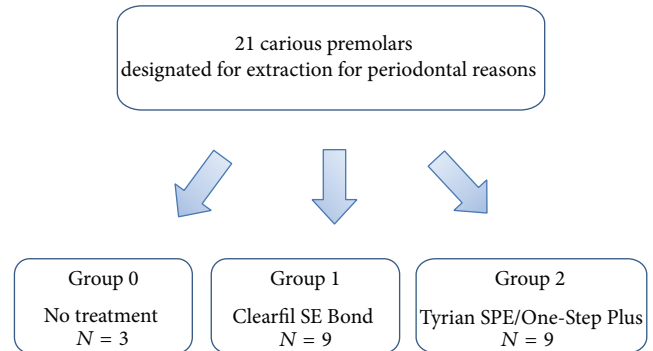 21 carious premolars
designated for extraction for periodontal reasons
Group 0
No treatment
N = 3
Group 1
Clearfil SE Bond
N = 9
Group 2
Tyrian SPE/One-Step Plus
N = 9